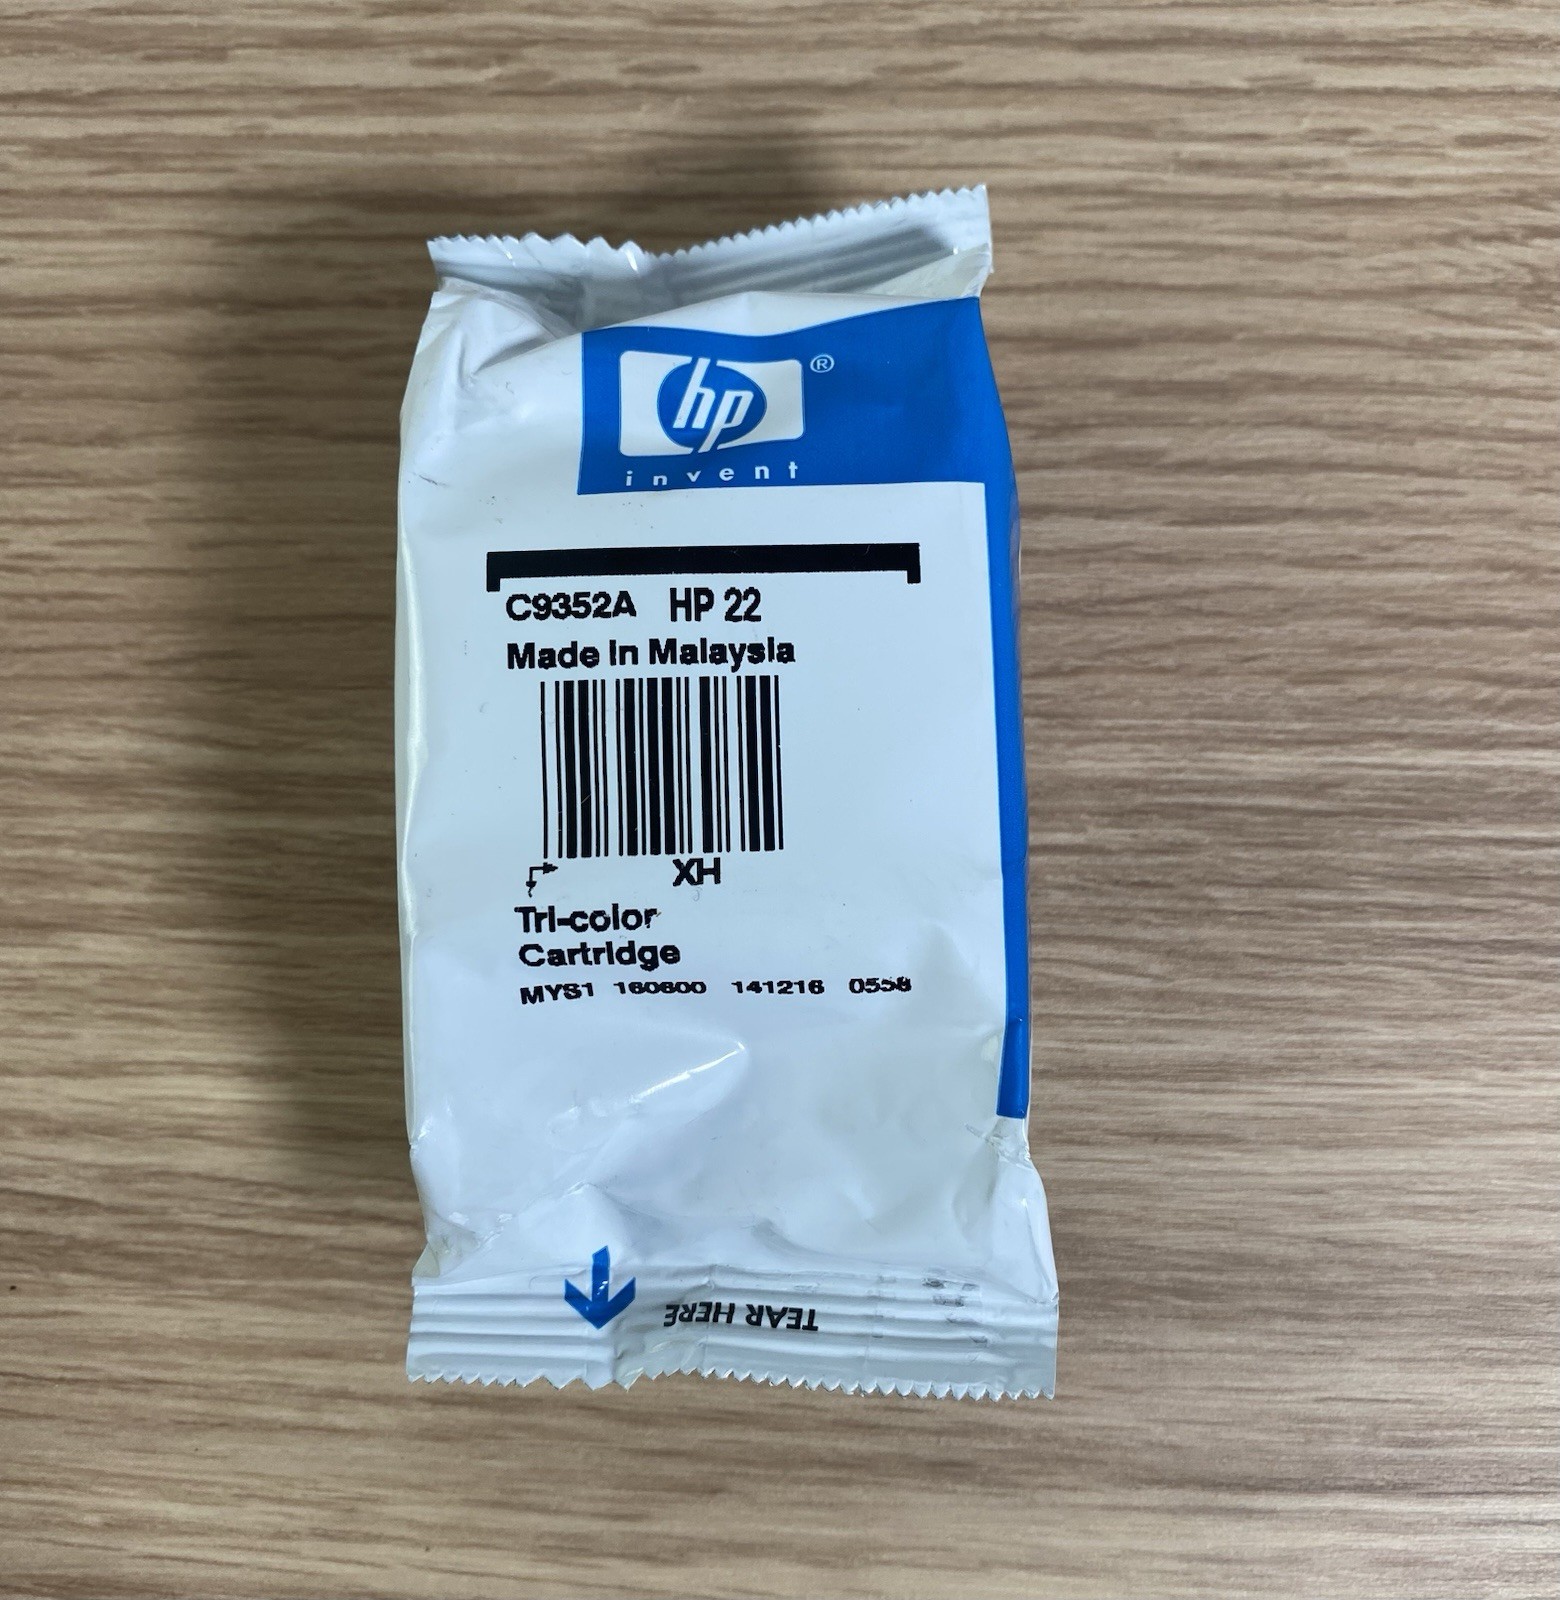 hp ®
invent
C9352A HP 22
Made in Malaysia
XH
Tri-color
Cartridge
MYS1 160600 141216 0558
TEAR HERE